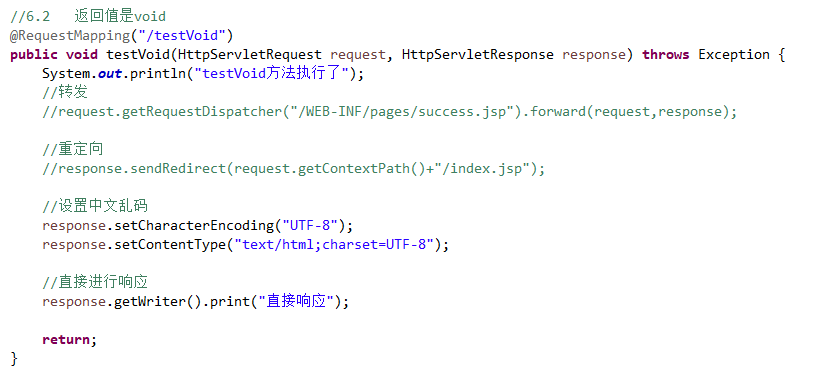 //6.2   返回值是void
@RequestMapping("/testVoid")
public void testVoid(HttpServletRequest request, HttpServletResponse response) throws Exception {
    System.out.println("testVoid方法执行了");
    //转发
    //request.getRequestDispatcher("/WEB-INF/pages/success.jsp").forward(request,response);

    //重定向
    //response.sendRedirect(request.getContextPath()+"/index.jsp");

    //设置中文乱码
    response.setCharacterEncoding("UTF-8");
    response.setContentType("text/html;charset=UTF-8");

    //直接进行响应
    response.getWriter().print("直接响应");

    return;
}